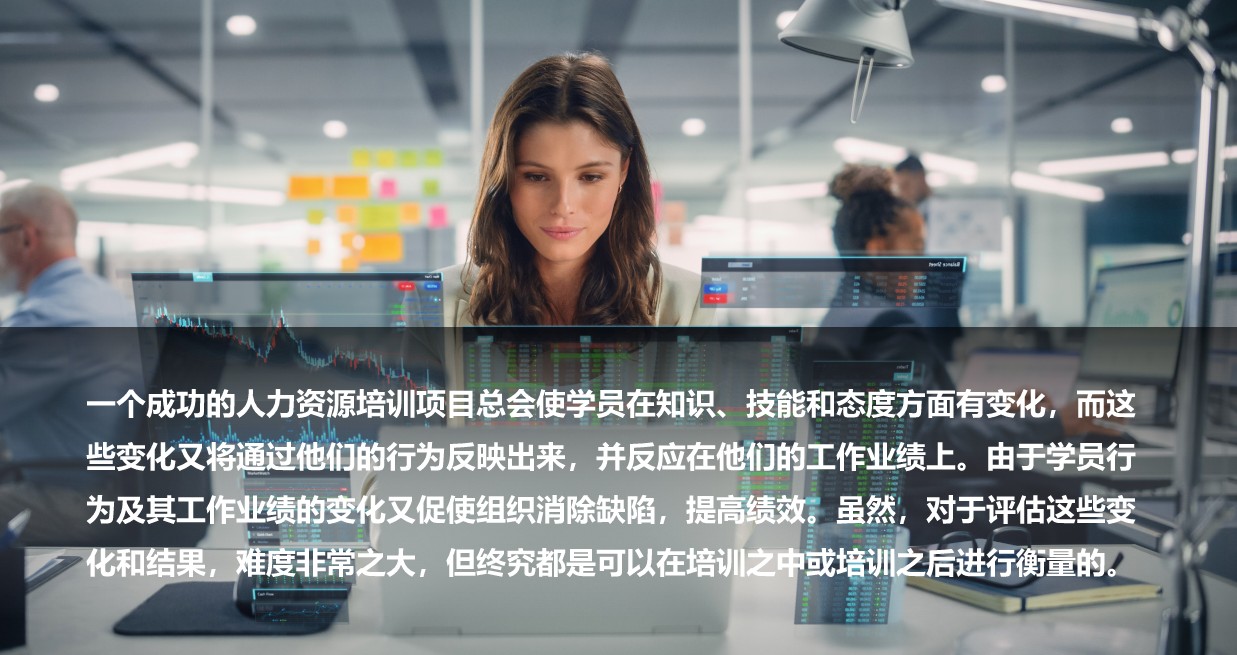 一个成功的人力资源培训项目总会使学员在知识、技能和态度方面有变化，而这
些变化又将通过他们的行为反映出来，并反应在他们的工作业绩上。由于学员行
为及其工作业绩的变化又促使组织消除缺陷，提高绩效。虽然，对于评估这些变
化和结果，难度非常之大，但终究都是可以在培训之中或培训之后进行衡量的。